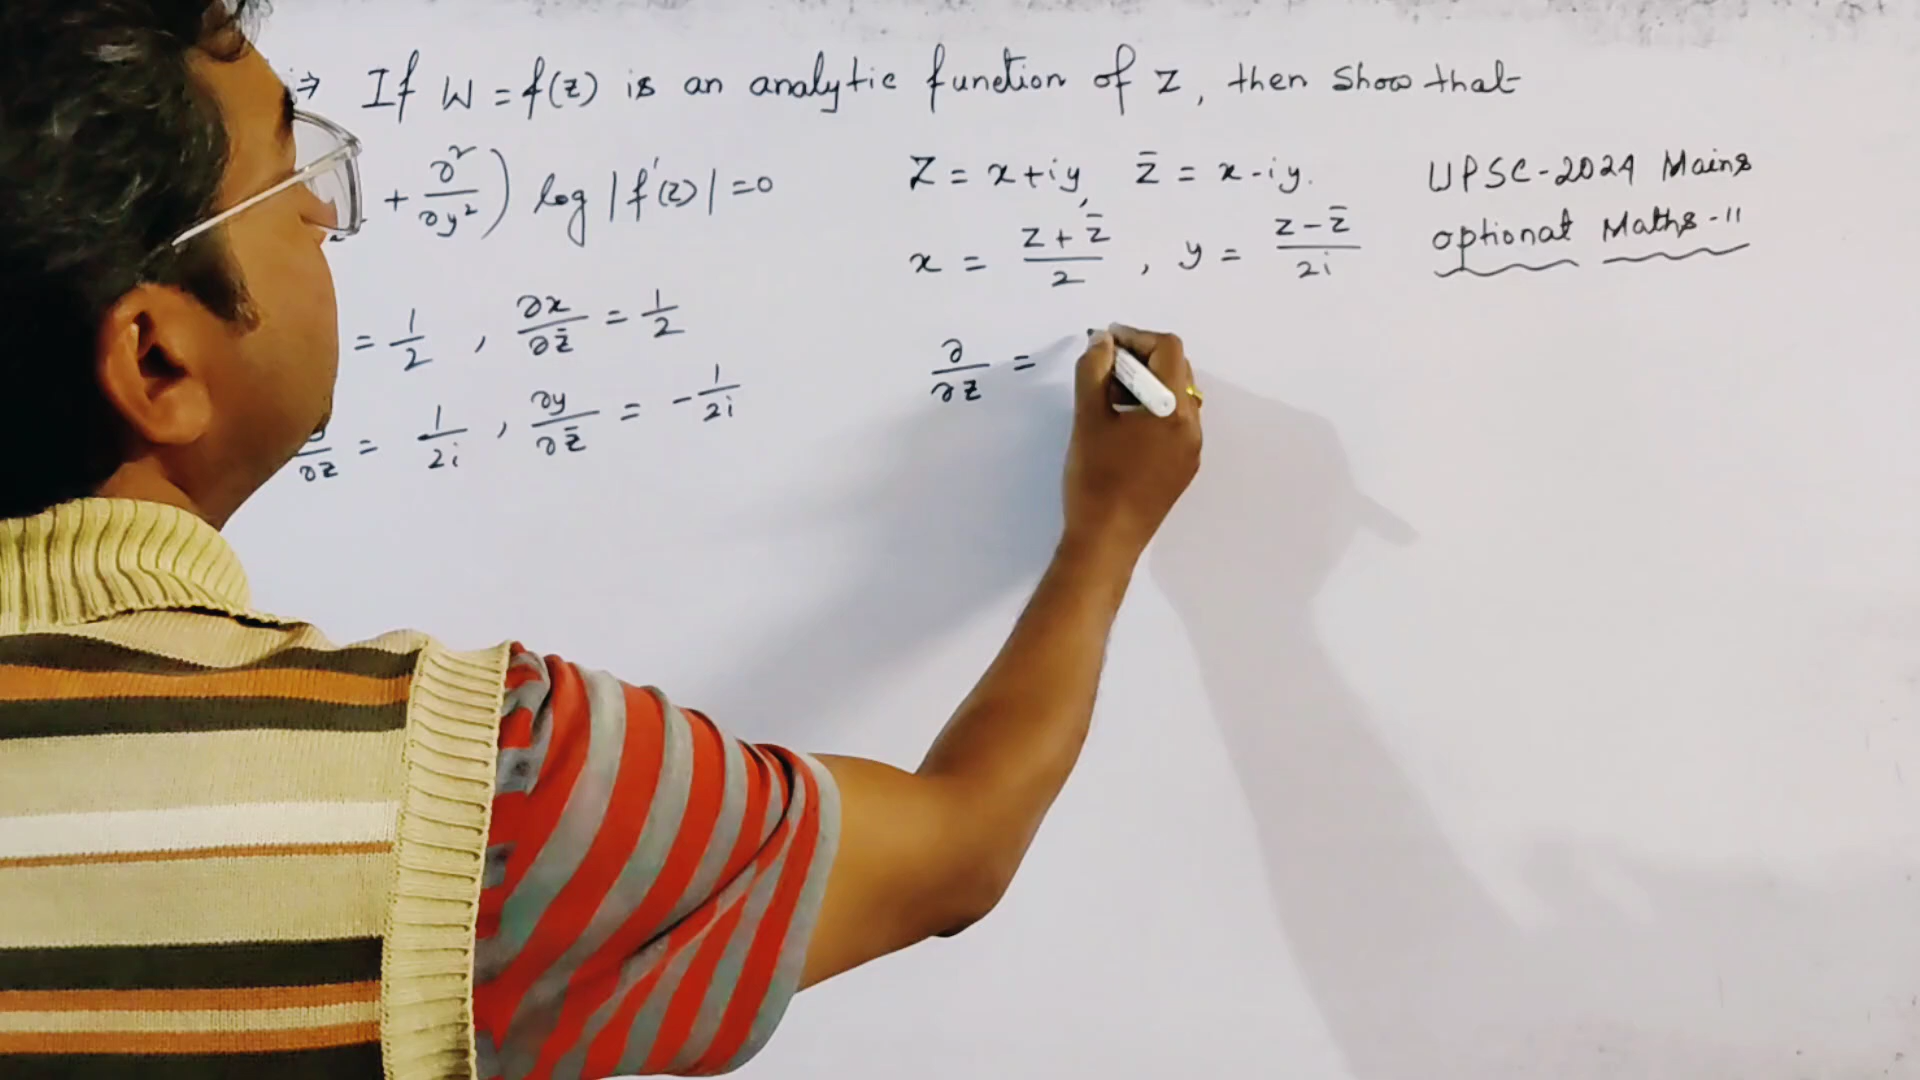 ⇒ If W = f(z) is an analytic function of z, then show that
+ ∂²/∂y²) log |f'(z)| = 0
z = x+iy, z̄ = x-iy.
x = (z+z̄)/2, y = (z-z̄)/2i
UPSC-2024 Mains
optional Maths-II
= 1/2, ∂x/∂z̄ = 1/2
∂z = 1/2i, ∂y/∂z̄ = -1/2i
∂/∂z =